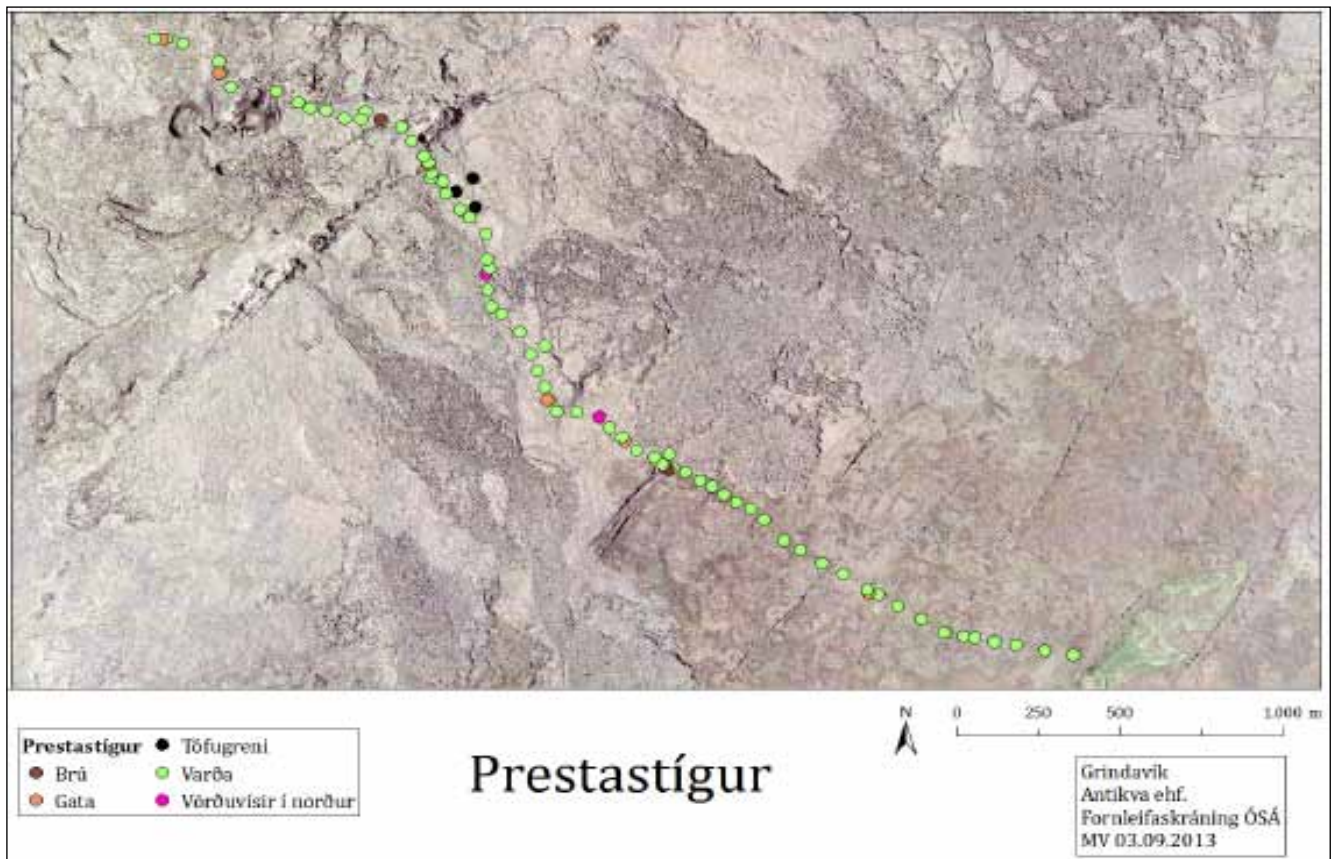 Prestastígur
Tófugreni
Brú
Varða
Gata
Vörðuvísir í norður
Prestastígur
N
0 250 500 1.000 m
Grindavík
Antikva ehf.
Fornleifaskráning ÓSÁ
MV 03.09.2013